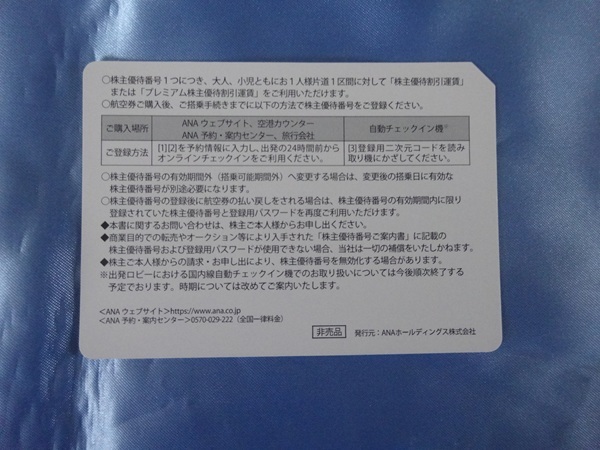 ○株主優待番号1つにつき、大人、小児ともにお1人様片道1区間に対して「株主優待割引運賃」
または「プレミアム株主優待割引運賃」をご利用いただけます。
○航空券ご購入後、ご搭乗手続きまでに以下の方法で株主優待番号をご登録ください。
ご購入場所
ANA ウェブサイト、空港カウンター
ANA 予約・案内センター、旅行会社
自動チェックイン機※
ご登録方法
[1][2]を予約情報に入力し、出発の24時間前から
オンラインチェックインをご利用ください。
[3]登録用二次元コードを読み
取り機にかざしてください。
○株主優待番号の有効期間外（搭乗可能期間外）へ変更する場合は、変更後の搭乗日に有効な
株主優待番号が別途必要になります。
○株主優待番号の登録後に航空券の払い戻しをされる場合は、株主優待番号の有効期間内に限り
登録されていた株主優待番号と登録用パスワードを再度ご利用いただけます。
◆本書に関するお問い合わせは、株主ご本人様からお申し出ください。
◆商業目的での転売やオークション等により入手された「株主優待番号ご案内書」に記載の
株主優待番号および登録用パスワードが使用できない場合、当社は一切の補償をいたしかねます。
◆株主ご本人様からの請求・お申し出により、株主優待番号を無効化する場合があります。
※出発ロビーにおける国内線自動チェックイン機でのお取り扱いについては今後順次終了する
予定でおります。時期については改めてご案内いたします。
<ANA ウェブサイト>https://www.ana.co.jp
<ANA 予約・案内センター>0570-029-222（全国一律料金）
非売品 発行元：ANAホールディングス株式会社